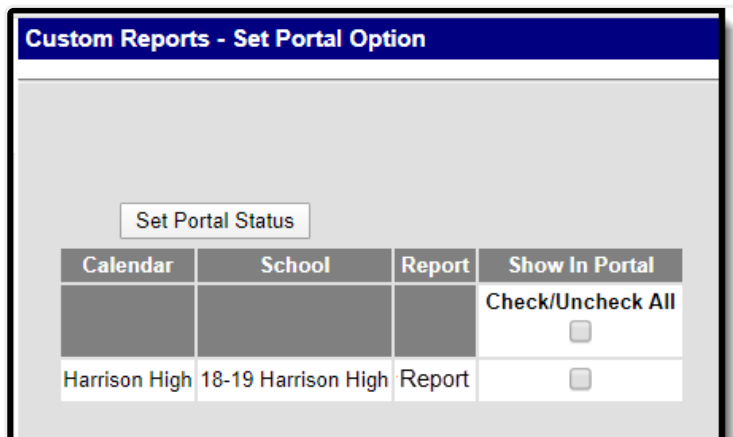 Custom Reports - Set Portal Option
Set Portal Status
Calendar School Report Show In Portal
Check/Uncheck All
Harrison High 18-19 Harrison High Report